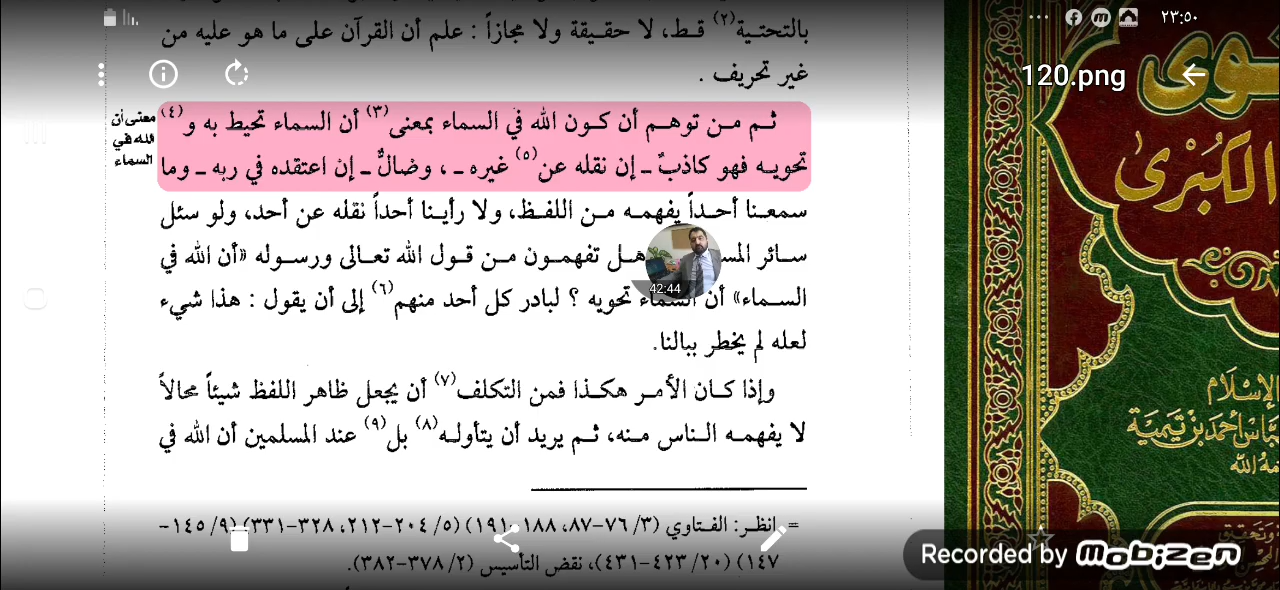 ٢٣:٥٠
120.png
بالتحتية(٢) قط، لا حقيقة ولا مجازاً : علم أن القرآن على ما هو عليه من
غير تحريف .
ثم من توهم أن كون الله في السماء بمعنى(٣) أن السماء تحيط به و(٤)
تحويه فهو كاذبٌ ـ إن نقله عن(٥) غيره ـ ، وضالٌ ـ إن اعتقده في ربه ـ وما
سمعنا أحداً يفهمه من اللفظ، ولا رأينا أحداً نقله عن أحد، ولو سئل
سائر هل تفهمون من قول الله تعالى ورسوله «أن الله في
السماء» أن السماء تحويه ؟ لبادر كل أحد منهم(٦) إلى أن يقول : هذا شيء
لعله لم يخطر ببالنا.
وإذا كان الأمر هكذا فمن التكلف(٧) أن يجعل ظاهر اللفظ شيئاً محالاً
لا يفهمه الناس منه، ثم يريد أن يتأوله(٨) بل(٩) عند المسلمين أن الله في
= انظر: الفتاوي (٣/ ٧٦-٨٧، ١٨٨-١٩١) (٥/ ٢٠٤-٢١٢، ٣٢٨-٣٣١) (٩/ ١٤٥-
١٤٧) (٢٠/ ٤٢٣-٤٣١)، نقض التأسيس (٢/ ٣٧٨-٣٨٢).
معنى أن
الله في
السماء
42:44
الكبرى
الإسلام
أحمد بن تيمية
الله
Recorded by Mobizen